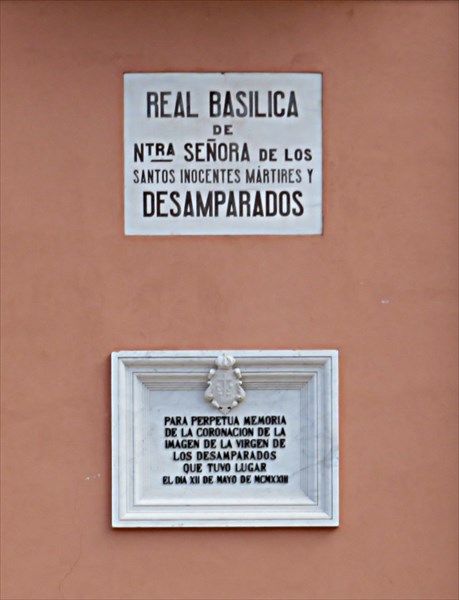 REAL BASILICA
DE
NTRA SEÑORA DE LOS
SANTOS INOCENTES MÁRTIRES Y
DESAMPARADOS
PARA PERPETUA MEMORIA
DE LA CORONACION DE LA
IMAGEN DE LA VIRGEN DE
LOS DESAMPARADOS
QUE TUVO LUGAR
EL DIA XII DE MAYO DE MCMXXIII